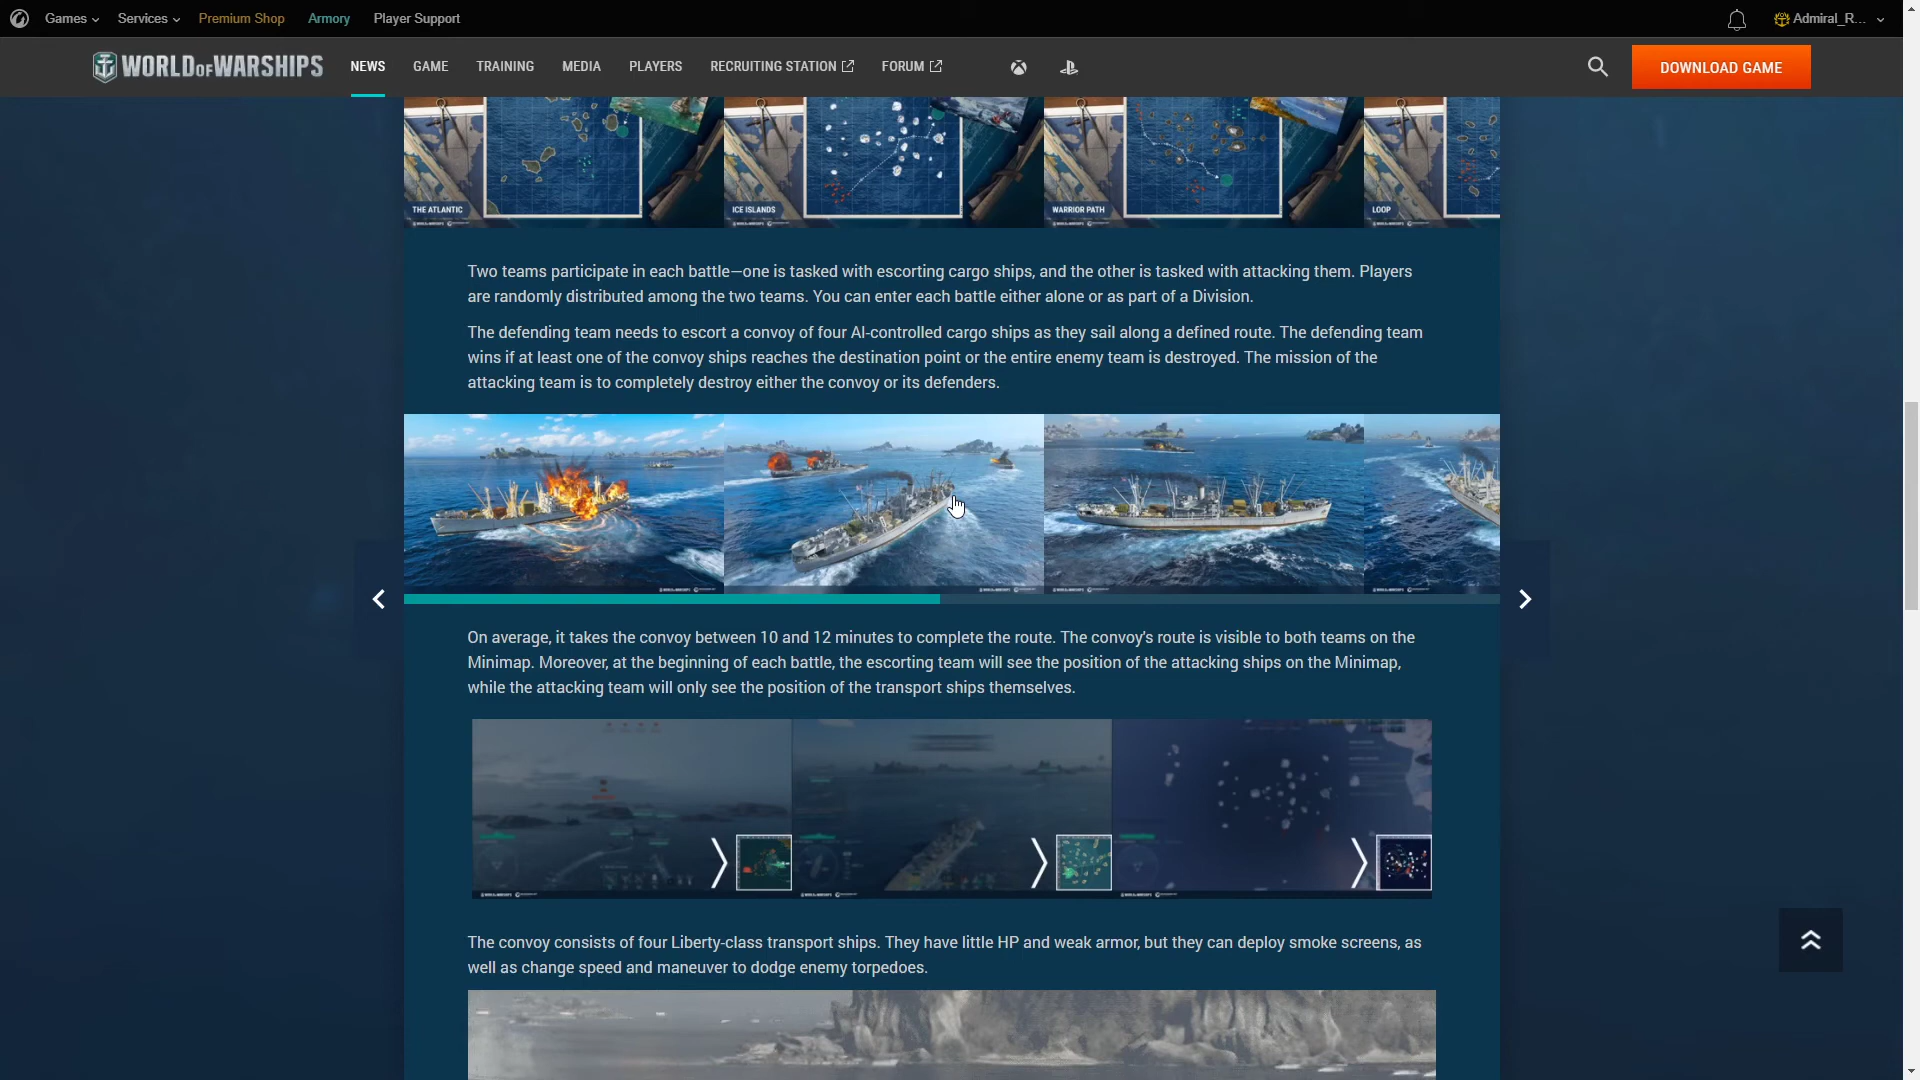 Games
Services
Premium Shop
Armory
Player Support
Admiral_R...
WORLD OF WARSHIPS
NEWS
GAME
TRAINING
MEDIA
PLAYERS
RECRUITING STATION
FORUM
DOWNLOAD GAME
THE ATLANTIC
ICE ISLANDS
WARRIOR PATH
LOOP
Two teams participate in each battle—one is tasked with escorting cargo ships, and the other is tasked with attacking them. Players
are randomly distributed among the two teams. You can enter each battle either alone or as part of a Division.
The defending team needs to escort a convoy of four AI-controlled cargo ships as they sail along a defined route. The defending team
wins if at least one of the convoy ships reaches the destination point or the entire enemy team is destroyed. The mission of the
attacking team is to completely destroy either the convoy or its defenders.
On average, it takes the convoy between 10 and 12 minutes to complete the route. The convoy's route is visible to both teams on the
Minimap. Moreover, at the beginning of each battle, the escorting team will see the position of the attacking ships on the Minimap,
while the attacking team will only see the position of the transport ships themselves.
The convoy consists of four Liberty-class transport ships. They have little HP and weak armor, but they can deploy smoke screens, as
well as change speed and maneuver to dodge enemy torpedoes.